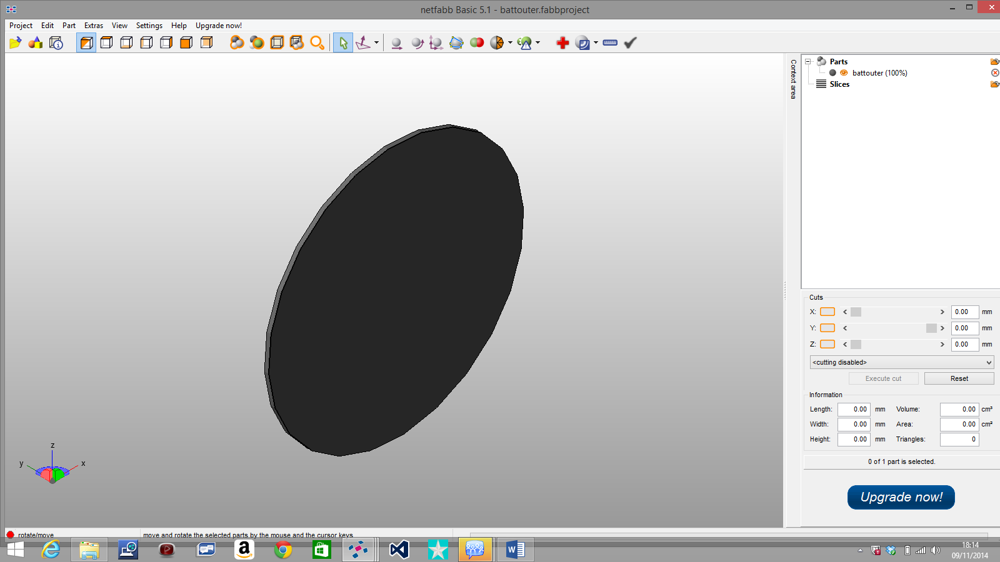 netfabb Basic 5.1 - battouter.fabbproject
Project Edit Part Extras View Settings Help Upgrade now!
Context area
Parts
battouter (100%)
Slices
Cuts
X: 0.00 mm
Y: 0.00 mm
Z: 0.00 mm
<cutting disabled>
Execute cut Reset
Information
Length: 0.00 mm Volume: 0.00 cm³
Width: 0.00 mm Area: 0.00 cm²
Height: 0.00 mm Triangles: 0
0 of 1 part is selected.
Upgrade now!
z
y x
rotate/move move and rotate the selected parts by the mouse and the cursor keys
18:14
09/11/2014